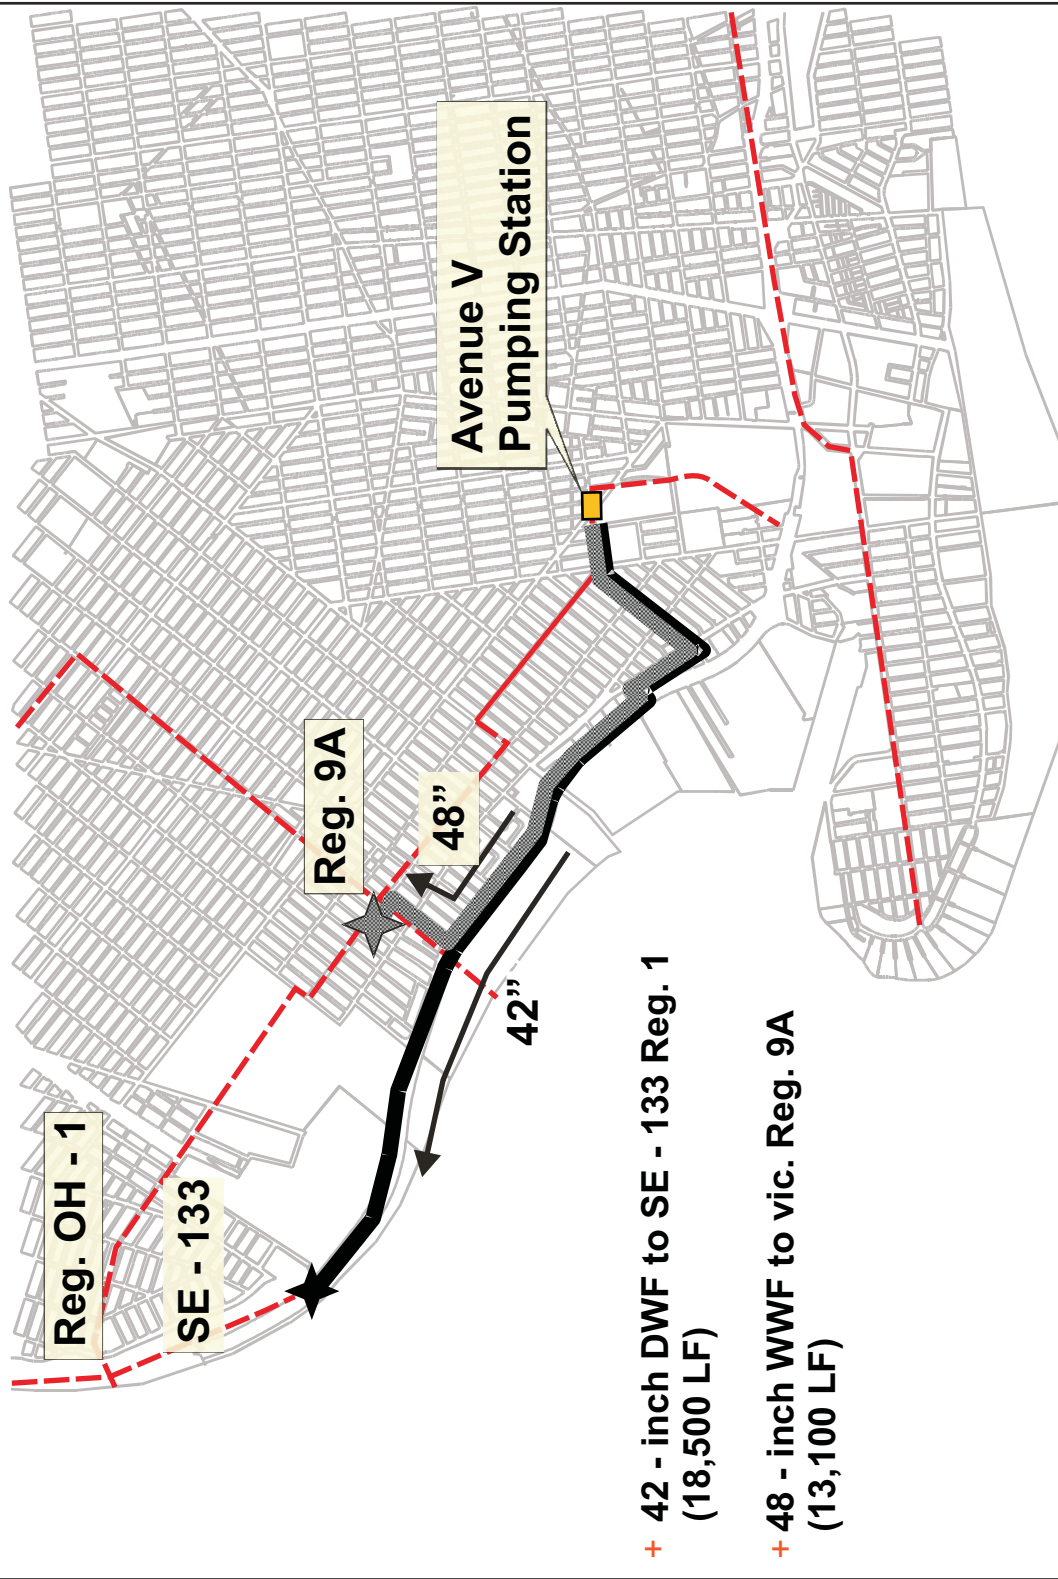 Reg. OH - 1
SE - 133
Reg. 9A
48”
Avenue V
Pumping Station
42”
+ 42 - inch DWF to SE - 133 Reg. 1
(18,500 LF)
+ 48 - inch WWF to vic. Reg. 9A
(13,100 LF)